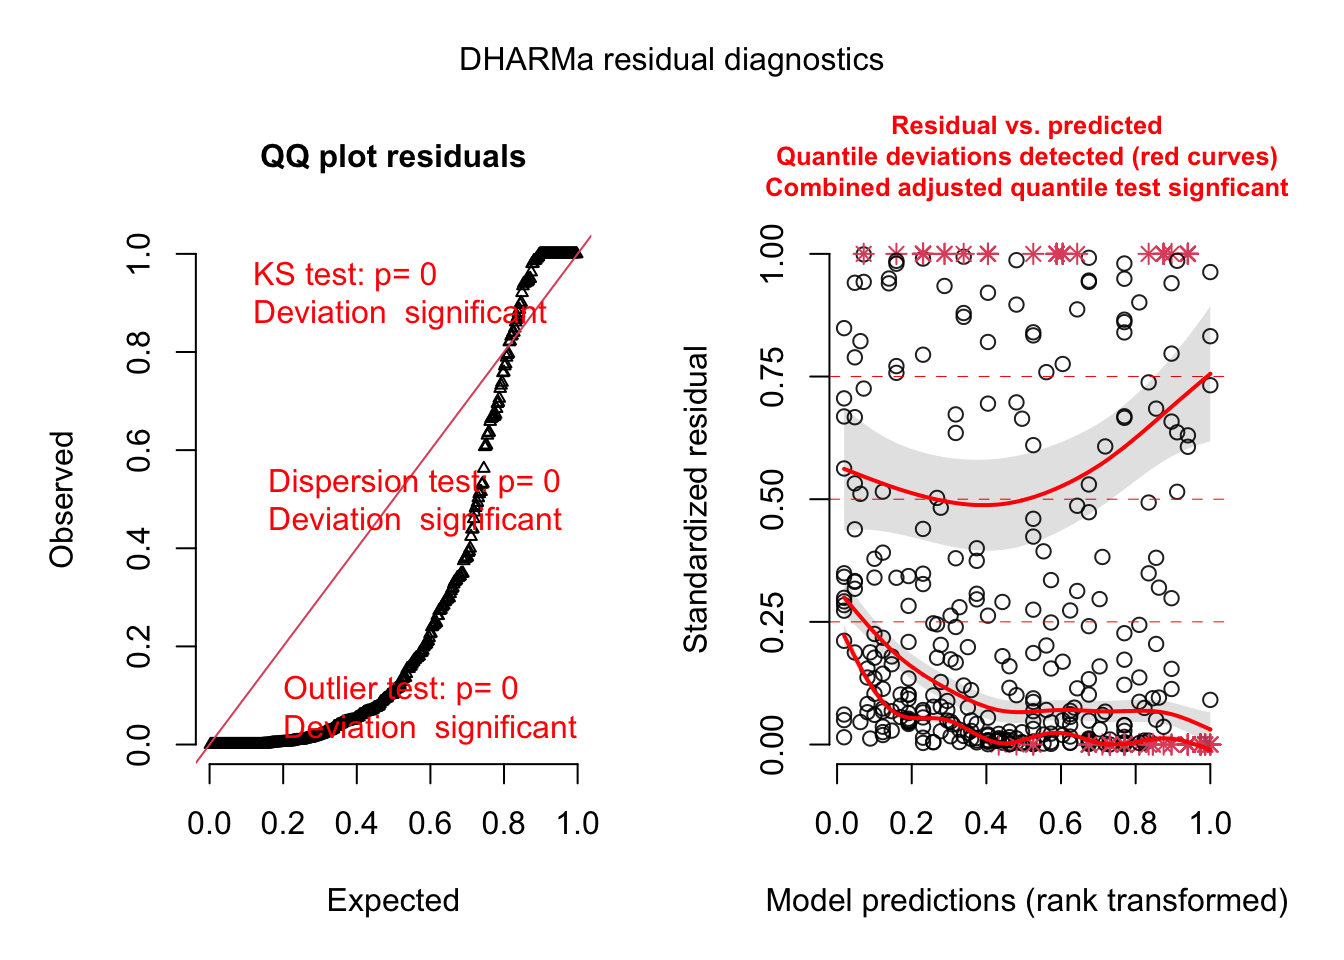 DHARMa residual diagnostics
QQ plot residuals
KS test: p= 0
Deviation  significant
Dispersion test: p= 0
Deviation  significant
Outlier test: p= 0
Deviation  significant
Observed
0.0 0.2 0.4 0.6 0.8 1.0
0.0 0.2 0.4 0.6 0.8 1.0
Expected
Residual vs. predicted
Quantile deviations detected (red curves)
Combined adjusted quantile test signficant
Standardized residual
0.00 0.25 0.50 0.75 1.00
0.0 0.2 0.4 0.6 0.8 1.0
Model predictions (rank transformed)